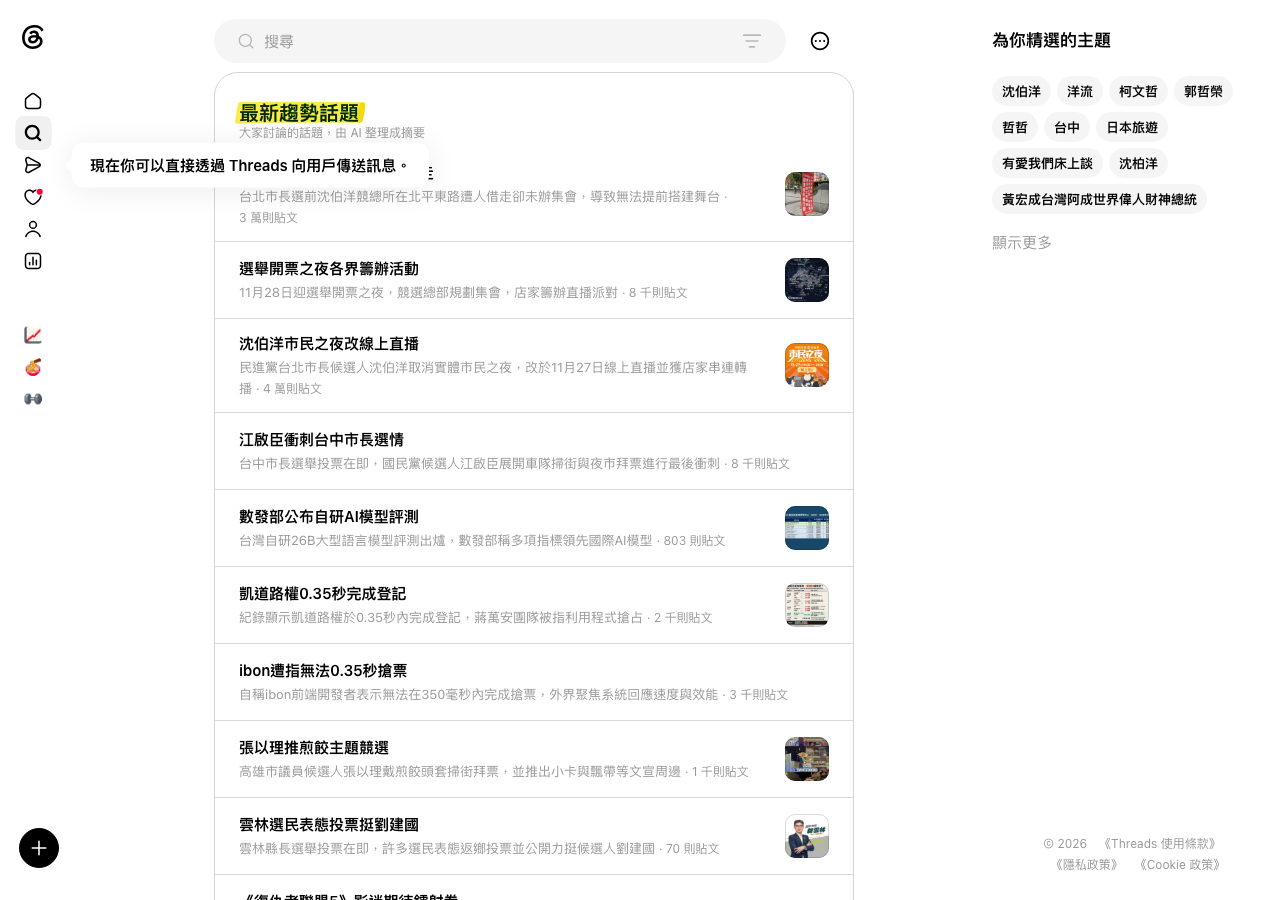 搜尋
最新趨勢話題
大家討論的話題，由 AI 整理成摘要
現在你可以直接透過 Threads 向用戶傳送訊息。
台北市長選前沈伯洋競總所在北平東路遭人借走卻未辦集會，導致無法提前搭建舞台 ·
3 萬則貼文
選舉開票之夜各界籌辦活動
11月28日迎選舉開票之夜，競選總部規劃集會，店家籌辦直播派對 · 8 千則貼文
沈伯洋市民之夜改線上直播
民進黨台北市長候選人沈伯洋取消實體市民之夜，改於11月27日線上直播並獲店家串連轉
播 · 4 萬則貼文
市民之夜
江啟臣衝刺台中市長選情
台中市長選舉投票在即，國民黨候選人江啟臣展開車隊掃街與夜市拜票進行最後衝刺 · 8 千則貼文
數發部公布自研AI模型評測
台灣自研26B大型語言模型評測出爐，數發部稱多項指標領先國際AI模型 · 803 則貼文
凱道路權0.35秒完成登記
紀錄顯示凱道路權於0.35秒內完成登記，蔣萬安團隊被指利用程式搶占 · 2 千則貼文
ibon遭指無法0.35秒搶票
自稱ibon前端開發者表示無法在350毫秒內完成搶票，外界聚焦系統回應速度與效能 · 3 千則貼文
張以理推煎餃主題競選
高雄市議員候選人張以理戴煎餃頭套掃街拜票，並推出小卡與飄帶等文宣周邊 · 1 千則貼文
雲林選民表態投票挺劉建國
雲林縣長選舉投票在即，許多選民表態返鄉投票並公開力挺候選人劉建國 · 70 則貼文
《復仇者聯盟5》影迷期待鐳射卷
為你精選的主題
沈伯洋
洋流
柯文哲
郭哲榮
哲哲
台中
日本旅遊
有愛我們床上談
沈柏洋
黃宏成台灣阿成世界偉人財神總統
顯示更多
© 2026 《Threads 使用條款》
《隱私政策》 《Cookie 政策》